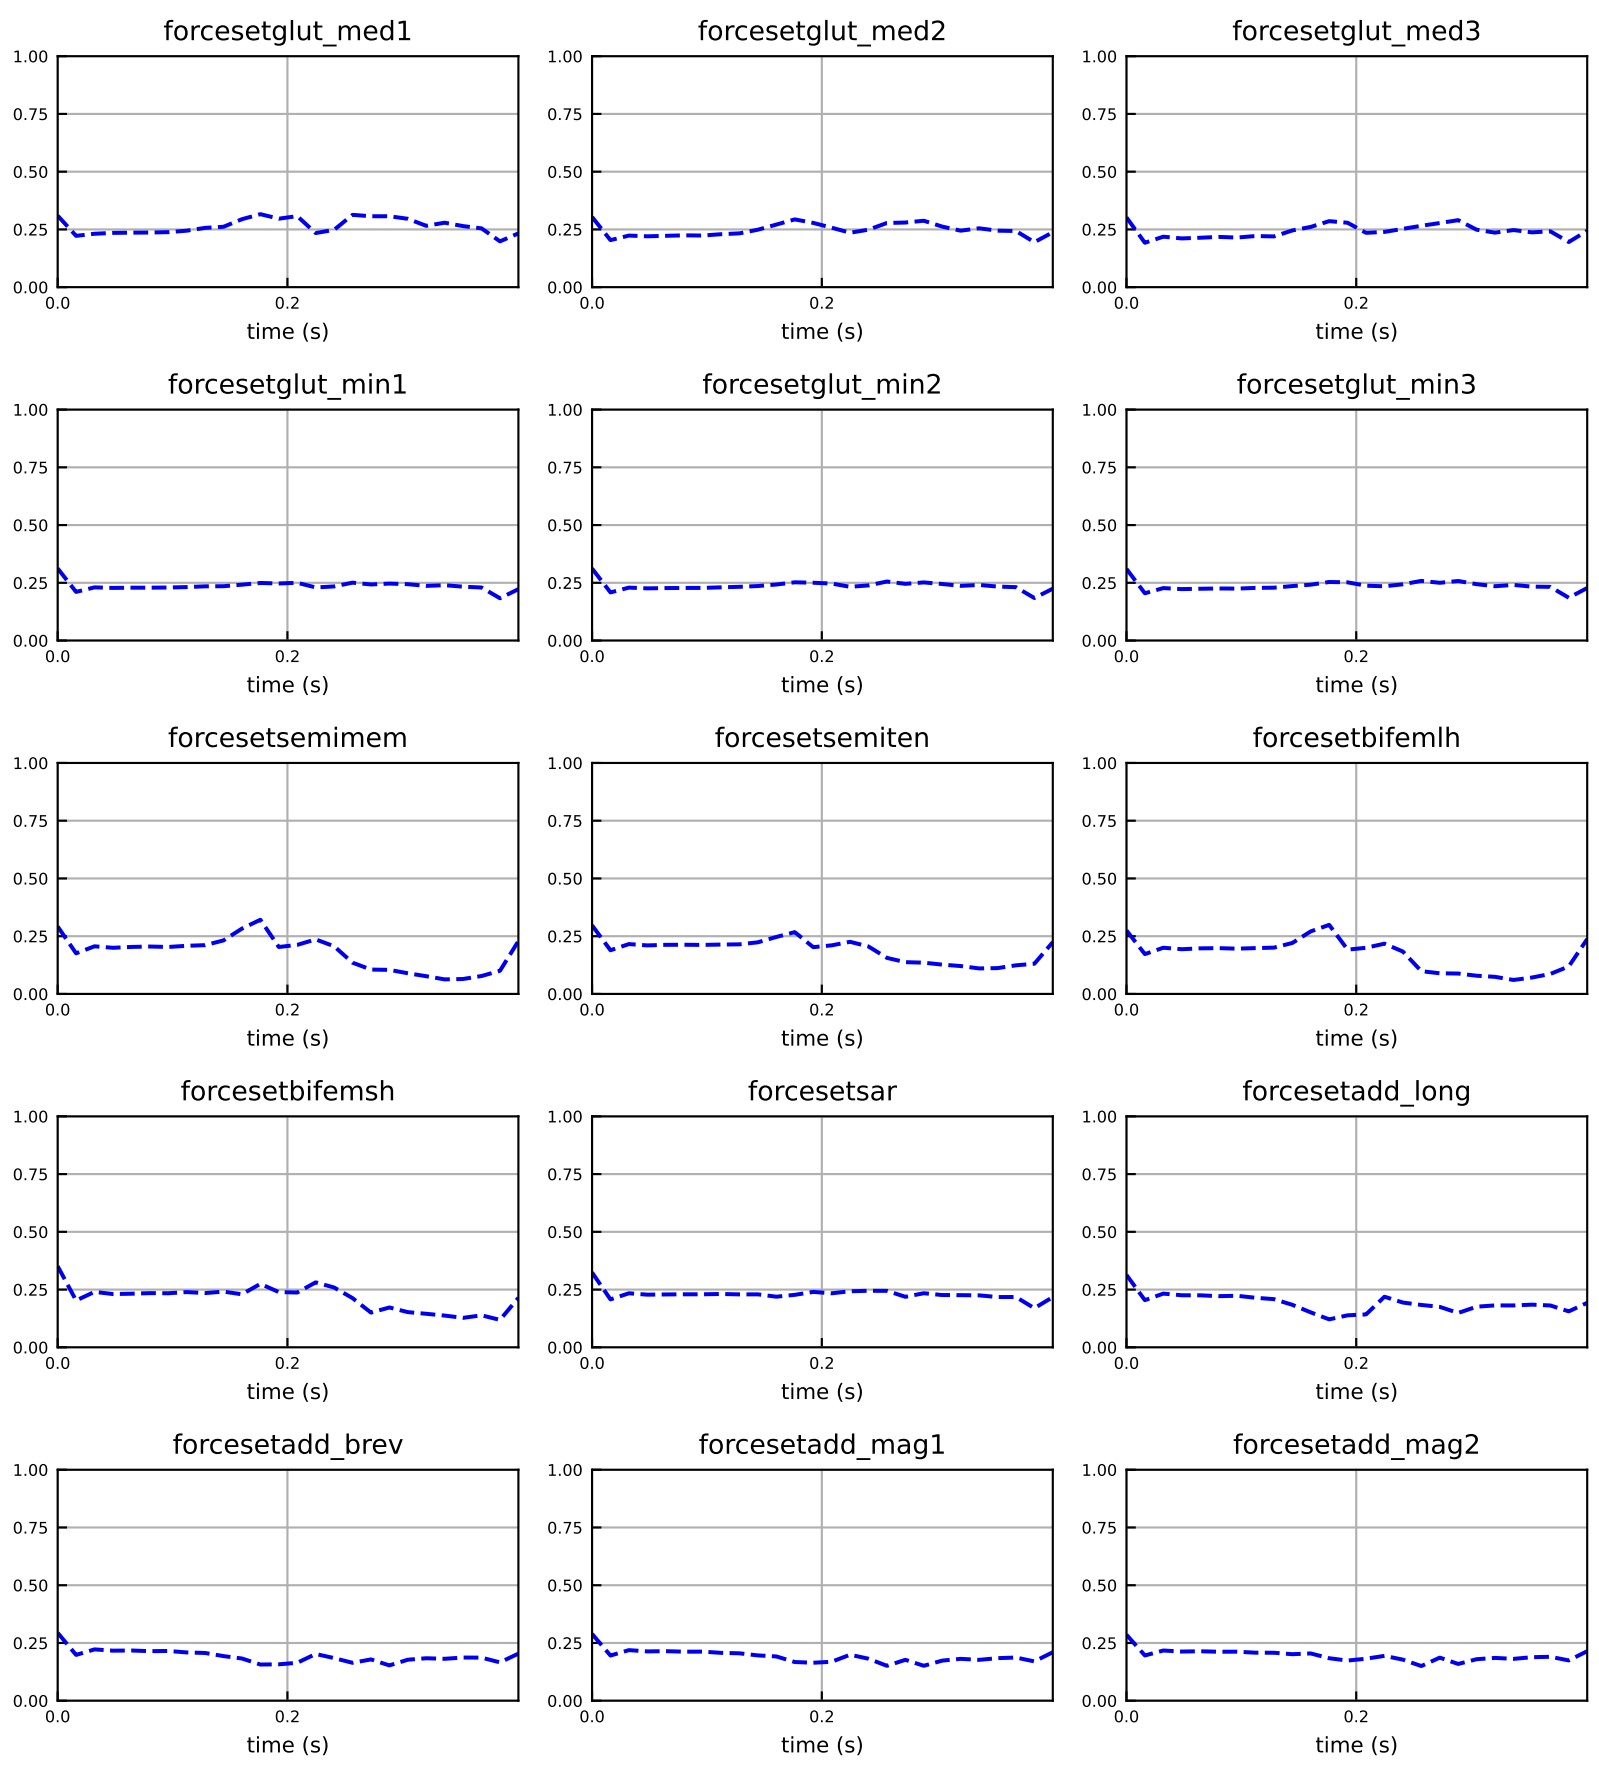 forcesetglut_med1 forcesetglut_med2 forcesetglut_med3
1.00 1.00 1.00
0.75 0.75 0.75
0.50 0.50 0.50
0.25 0.25 0.25
0.00 0.00 0.00
0.0 0.2 0.0 0.2 0.0 0.2
time (s) time (s) time (s)
forcesetglut_min1 forcesetglut_min2 forcesetglut_min3
1.00 1.00 1.00
0.75 0.75 0.75
0.50 0.50 0.50
0.25 0.25 0.25
0.00 0.00 0.00
0.0 0.2 0.0 0.2 0.0 0.2
time (s) time (s) time (s)
forcesetsemimem forcesetsemiten forcesetbifemlh
1.00 1.00 1.00
0.75 0.75 0.75
0.50 0.50 0.50
0.25 0.25 0.25
0.00 0.00 0.00
0.0 0.2 0.0 0.2 0.0 0.2
time (s) time (s) time (s)
forcesetbifemsh forcesetsar forcesetadd_long
1.00 1.00 1.00
0.75 0.75 0.75
0.50 0.50 0.50
0.25 0.25 0.25
0.00 0.00 0.00
0.0 0.2 0.0 0.2 0.0 0.2
time (s) time (s) time (s)
forcesetadd_brev forcesetadd_mag1 forcesetadd_mag2
1.00 1.00 1.00
0.75 0.75 0.75
0.50 0.50 0.50
0.25 0.25 0.25
0.00 0.00 0.00
0.0 0.2 0.0 0.2 0.0 0.2
time (s) time (s) time (s)